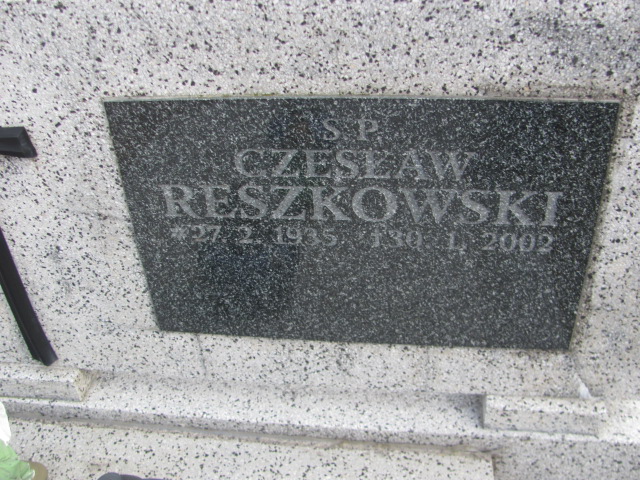 S. P.
CZESŁAW
RESZKOWSKI
*27. 2. 1935. †30. 1. 2002